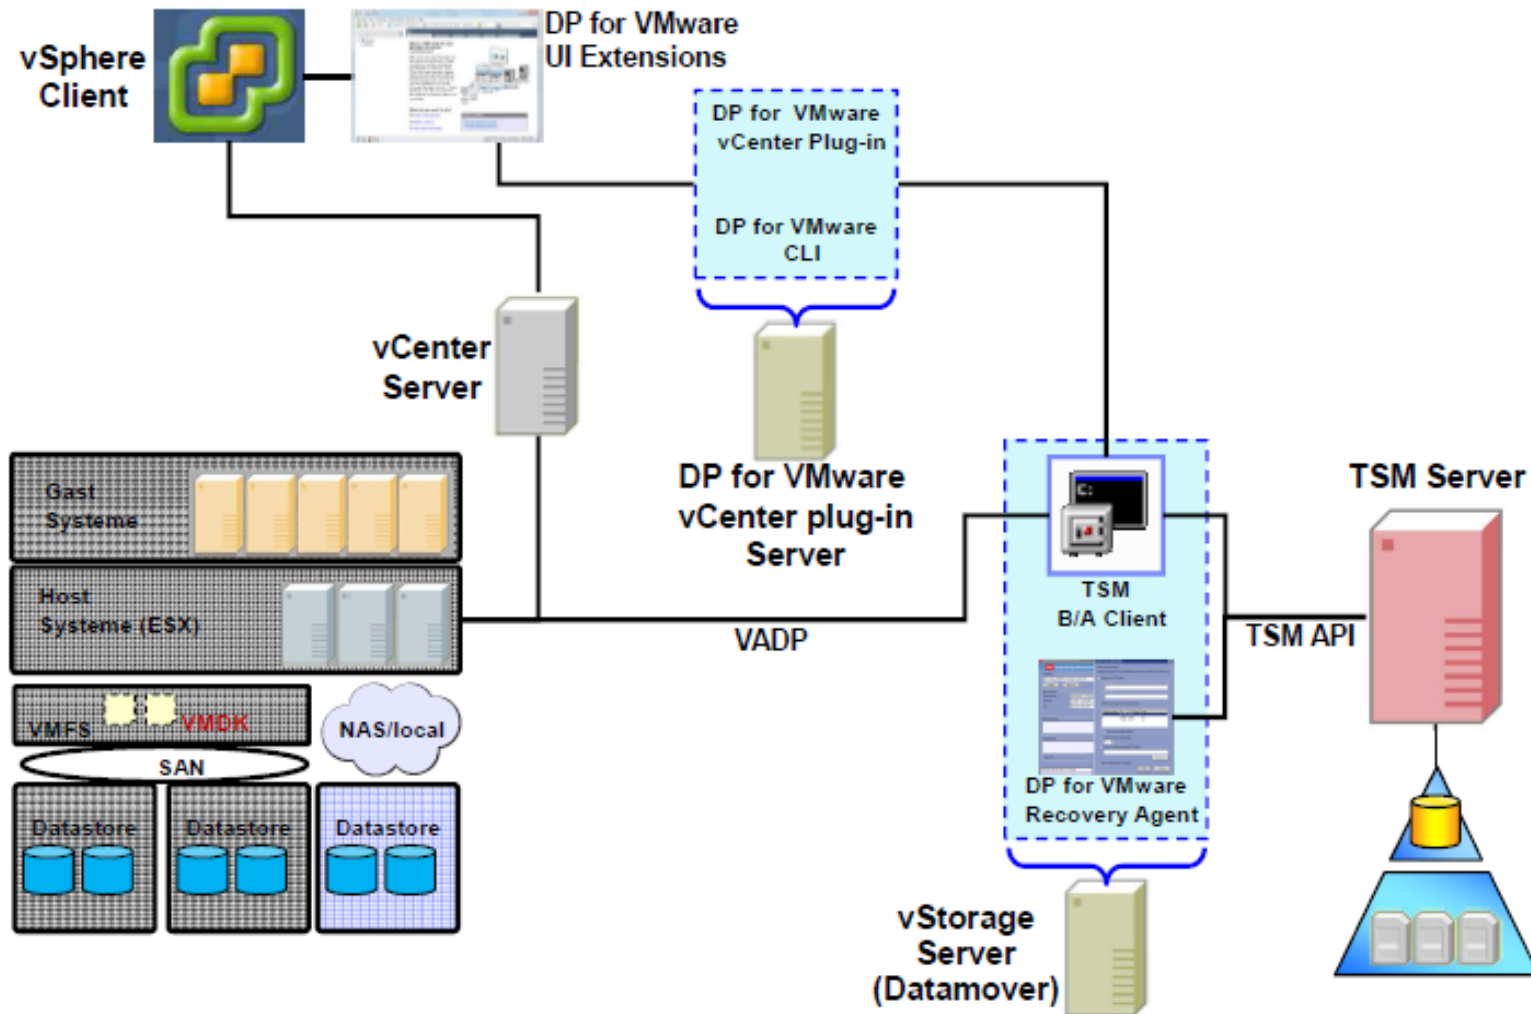 vSphere
Client
DP for VMware
UI Extensions
DP for VMware
vCenter Plug-in
DP for VMware
CLI
vCenter
Server
DP for VMware
vCenter plug-in
Server
Gast
Systeme
Host
Systeme (ESX)
VADP
C:
TSM
B/A Client
TSM API
TSM Server
VMFS
VMDK
NAS/local
SAN
Datastore
Datastore
Datastore
DP for VMware
Recovery Agent
vStorage
Server
(Datamover)